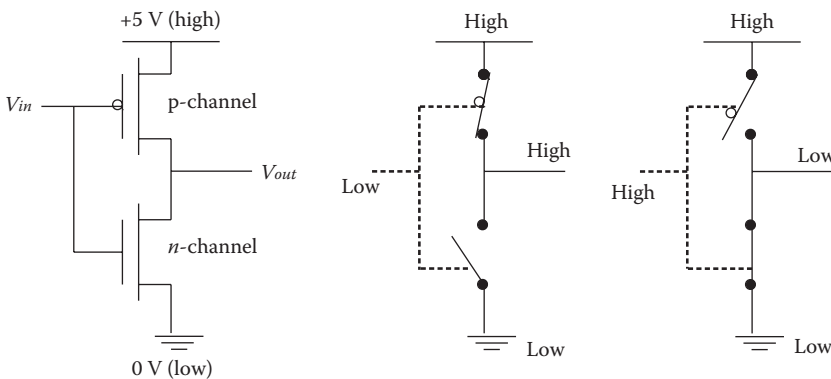 +5 V (high)
Vin
p-channel
Vout
n-channel
0 V (low)
High
High
Low
Low
High
Low
High
Low